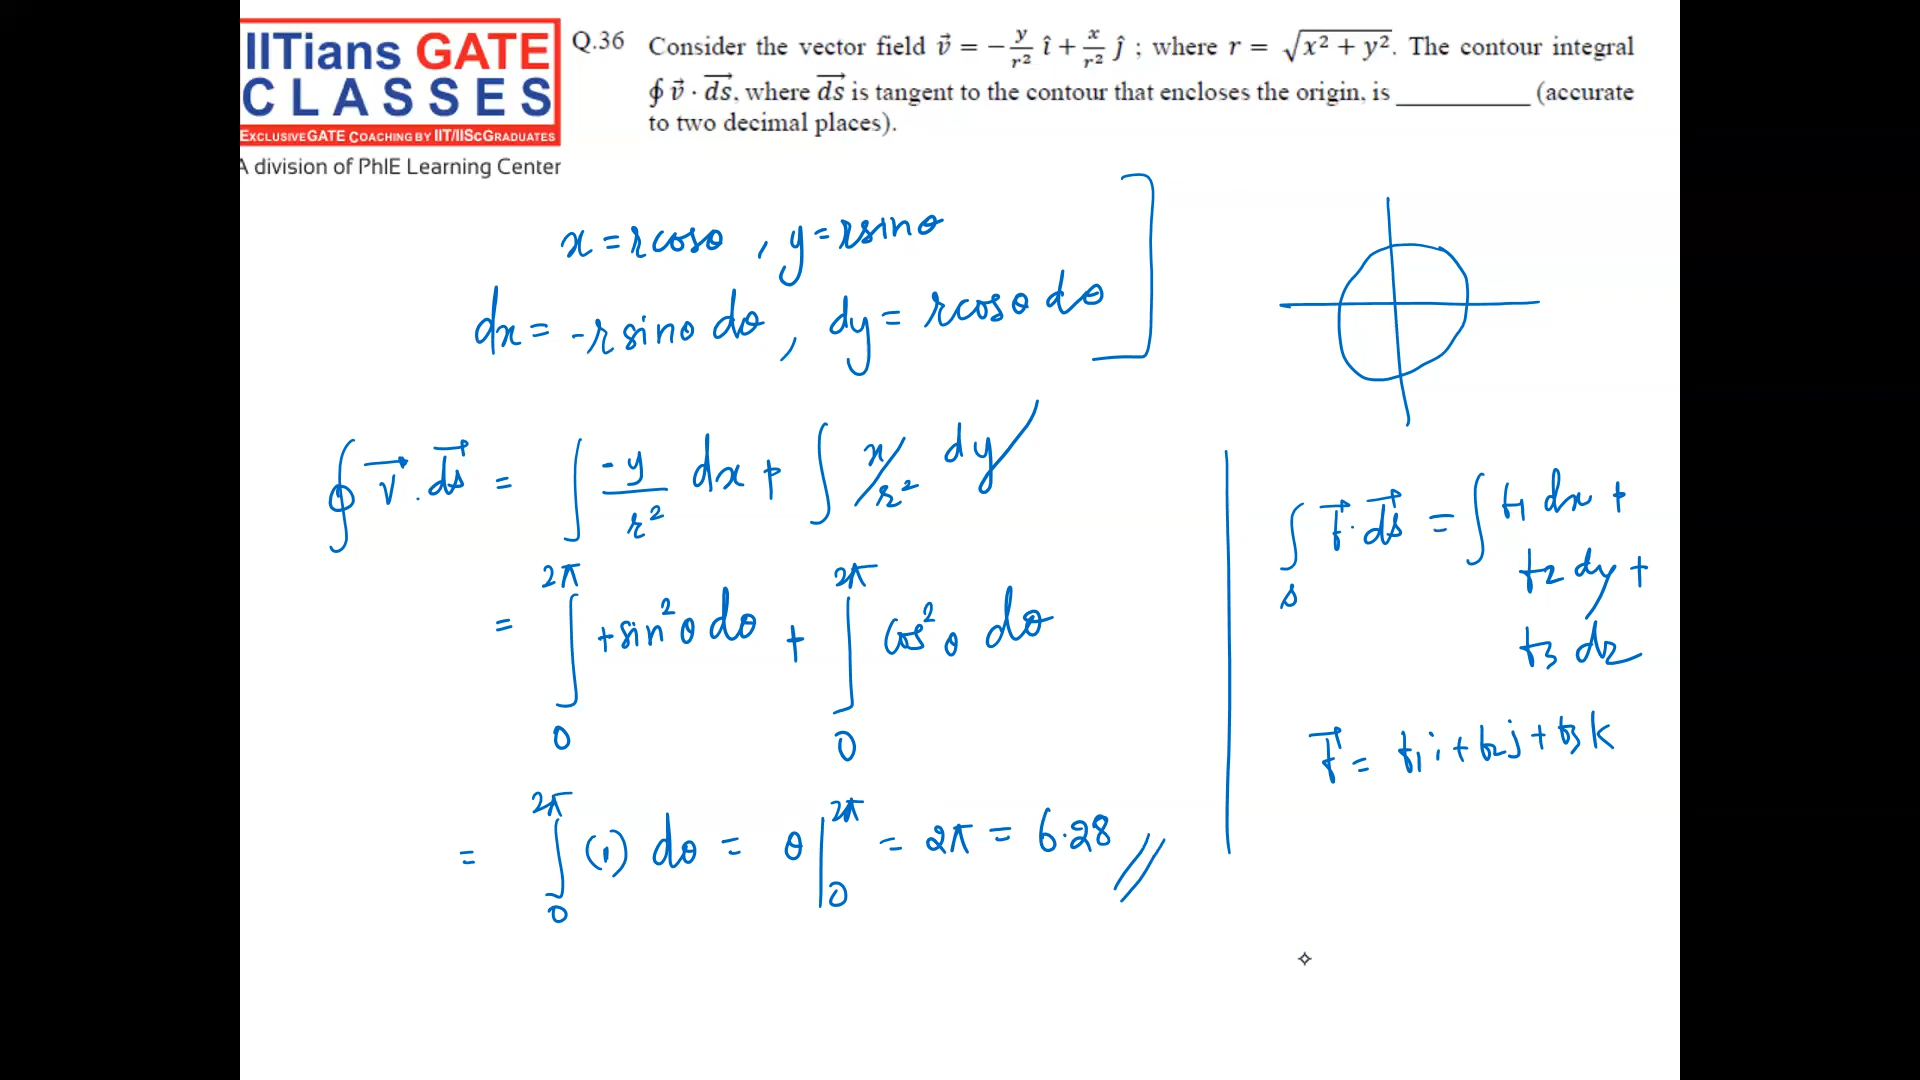 IITians GATE
CLASSES
EXCLUSIVE GATE COACHING BY IIT/IISC GRADUATES
A division of PhIE Learning Center
Q.36 Consider the vector field v⃗ = −y/r² î + x/r² ĵ ; where r = √(x² + y²). The contour integral
∮ v⃗ · ds⃗, where ds⃗ is tangent to the contour that encloses the origin, is __________ (accurate
to two decimal places).
x = r cosθ , y = r sinθ
dx = -r sinθ dθ , dy = r cosθ dθ
∮ v⃗ . ds⃗ = ∫ -y/r² dx + ∫ x/r² dy
= ∫₀^2π +sin²θ dθ + ∫₀^2π cos²θ dθ
= ∫₀^2π (1) dθ = θ |₀^2π = 2π = 6.28
∫ₛ f⃗ . ds⃗ = ∫ f1 dx +
f2 dy +
f3 dz
f⃗ = f1 i + f2 j + f3 k